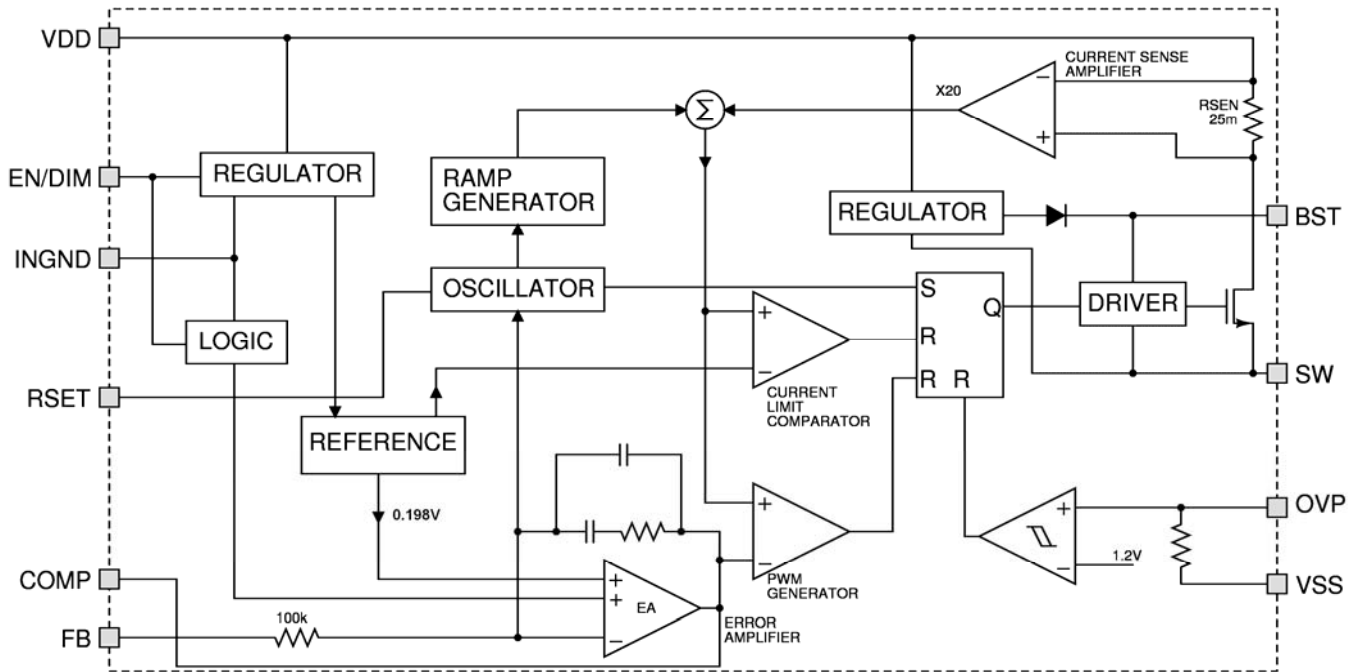 VDD
CURRENT SENSE
AMPLIFIER
X20
−
+
RSEN
25m
Σ
EN/DIM
REGULATOR
RAMP
GENERATOR
REGULATOR
BST
INGND
OSCILLATOR
S
Q
R
R
R
DRIVER
LOGIC
+
−
CURRENT
LIMIT
COMPARATOR
SW
RSET
REFERENCE
0.198V
+
−
PWM
GENERATOR
+
−
1.2V
OVP
VSS
COMP
+
+
−
EA
ERROR
AMPLIFIER
FB
100k